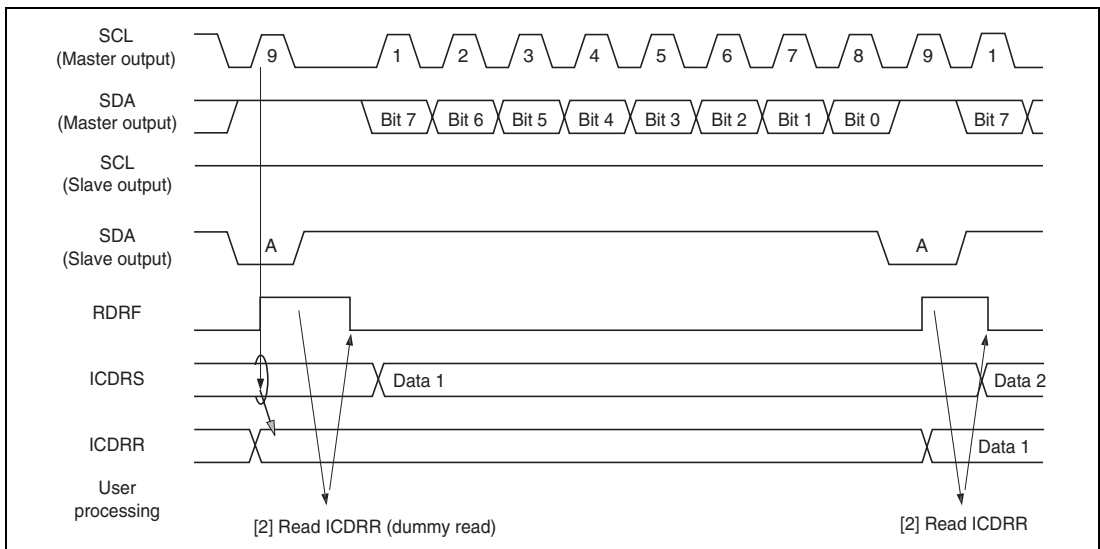 SCL
(Master output)
9 1 2 3 4 5 6 7 8 9 1
SDA
(Master output)
Bit 7 Bit 6 Bit 5 Bit 4 Bit 3 Bit 2 Bit 1 Bit 0 Bit 7
SCL
(Slave output)
SDA
(Slave output)
A A
RDRF
ICDRS
Data 1 Data 2
ICDRR
Data 1
User
processing
[2] Read ICDRR (dummy read) [2] Read ICDRR